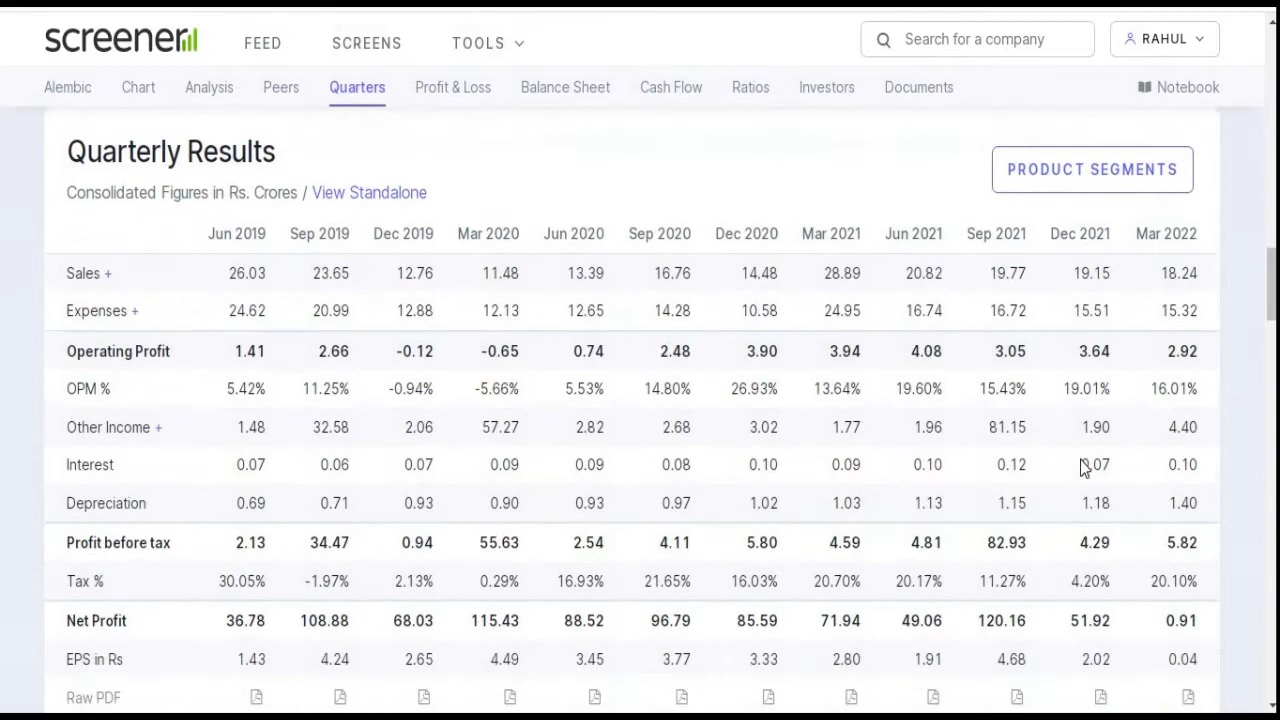 screener
FEED SCREENS TOOLS
Search for a company
RAHUL
Alembic Chart Analysis Peers Quarters Profit & Loss Balance Sheet Cash Flow Ratios Investors Documents Notebook
Quarterly Results
PRODUCT SEGMENTS
Consolidated Figures in Rs. Crores / View Standalone
Jun 2019 Sep 2019 Dec 2019 Mar 2020 Jun 2020 Sep 2020 Dec 2020 Mar 2021 Jun 2021 Sep 2021 Dec 2021 Mar 2022
Sales + 26.03 23.65 12.76 11.48 13.39 16.76 14.48 28.89 20.82 19.77 19.15 18.24
Expenses + 24.62 20.99 12.88 12.13 12.65 14.28 10.58 24.95 16.74 16.72 15.51 15.32
Operating Profit 1.41 2.66 -0.12 -0.65 0.74 2.48 3.90 3.94 4.08 3.05 3.64 2.92
OPM % 5.42% 11.25% -0.94% -5.66% 5.53% 14.80% 26.93% 13.64% 19.60% 15.43% 19.01% 16.01%
Other Income + 1.48 32.58 2.06 57.27 2.82 2.68 3.02 1.77 1.96 81.15 1.90 4.40
Interest 0.07 0.06 0.07 0.09 0.09 0.08 0.10 0.09 0.10 0.12 0.07 0.10
Depreciation 0.69 0.71 0.93 0.90 0.93 0.97 1.02 1.03 1.13 1.15 1.18 1.40
Profit before tax 2.13 34.47 0.94 55.63 2.54 4.11 5.80 4.59 4.81 82.93 4.29 5.82
Tax % 30.05% -1.97% 2.13% 0.29% 16.93% 21.65% 16.03% 20.70% 20.17% 11.27% 4.20% 20.10%
Net Profit 36.78 108.88 68.03 115.43 88.52 96.79 85.59 71.94 49.06 120.16 51.92 0.91
EPS in Rs 1.43 4.24 2.65 4.49 3.45 3.77 3.33 2.80 1.91 4.68 2.02 0.04
Raw PDF